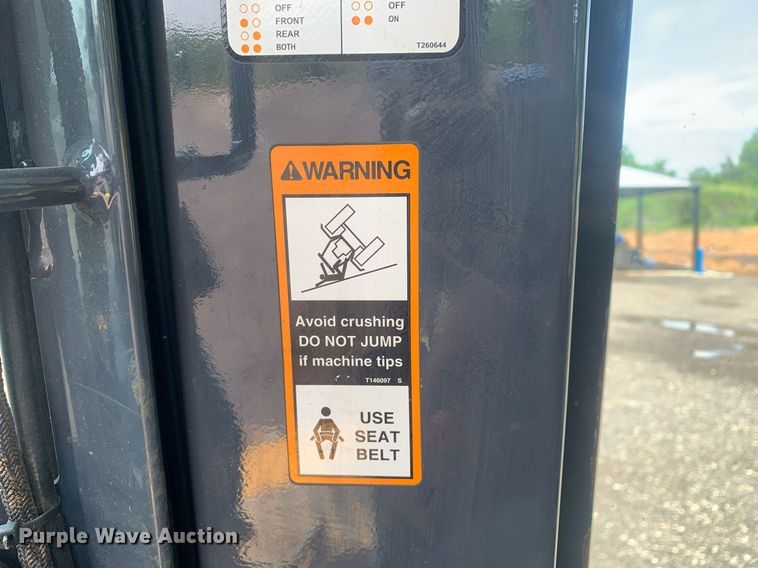 OFF OFF
FRONT ON
REAR
BOTH T260644
WARNING
Avoid crushing
DO NOT JUMP
if machine tips
T146097 S
USE
SEAT
BELT
Purple Wave Auction